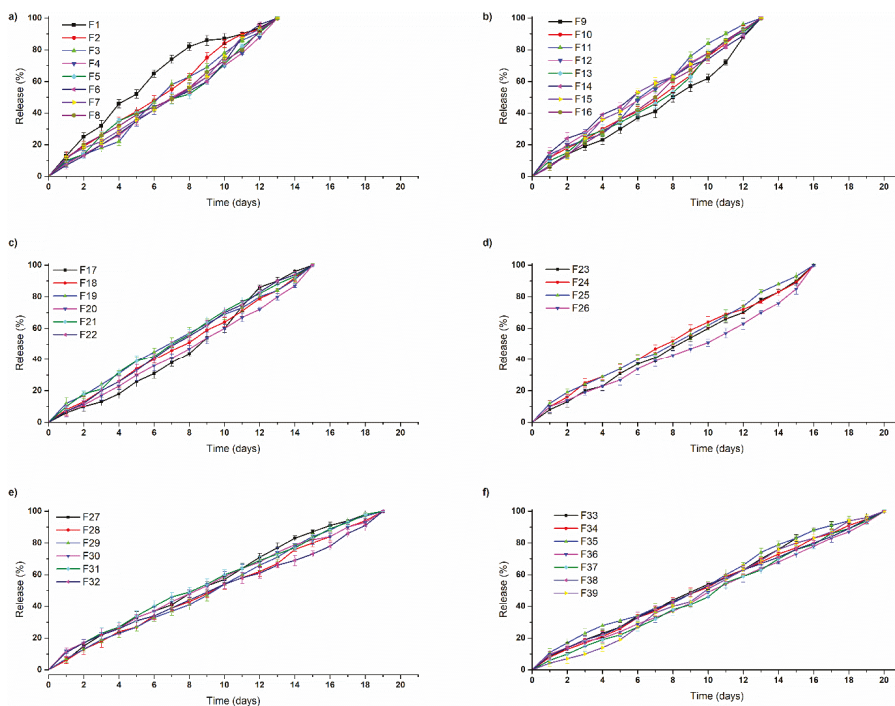 a)
F1
F2
F3
F4
F5
F6
F7
F8
Release (%)
100
80
60
40
20
0
0 2 4 6 8 10 12 14 16 18 20
Time (days)
b)
F9
F10
F11
F12
F13
F14
F15
F16
Release (%)
100
80
60
40
20
0
0 2 4 6 8 10 12 14 16 18 20
Time (days)
c)
F17
F18
F19
F20
F21
F22
Release (%)
100
80
60
40
20
0
0 2 4 6 8 10 12 14 16 18 20
Time (days)
d)
F23
F24
F25
F26
Release (%)
100
80
60
40
20
0
0 2 4 6 8 10 12 14 16 18 20
Time (days)
e)
F27
F28
F29
F30
F31
F32
Release (%)
100
80
60
40
20
0
0 2 4 6 8 10 12 14 16 18 20
Time (days)
f)
F33
F34
F35
F36
F37
F38
F39
Release (%)
100
80
60
40
20
0
0 2 4 6 8 10 12 14 16 18 20
Time (days)